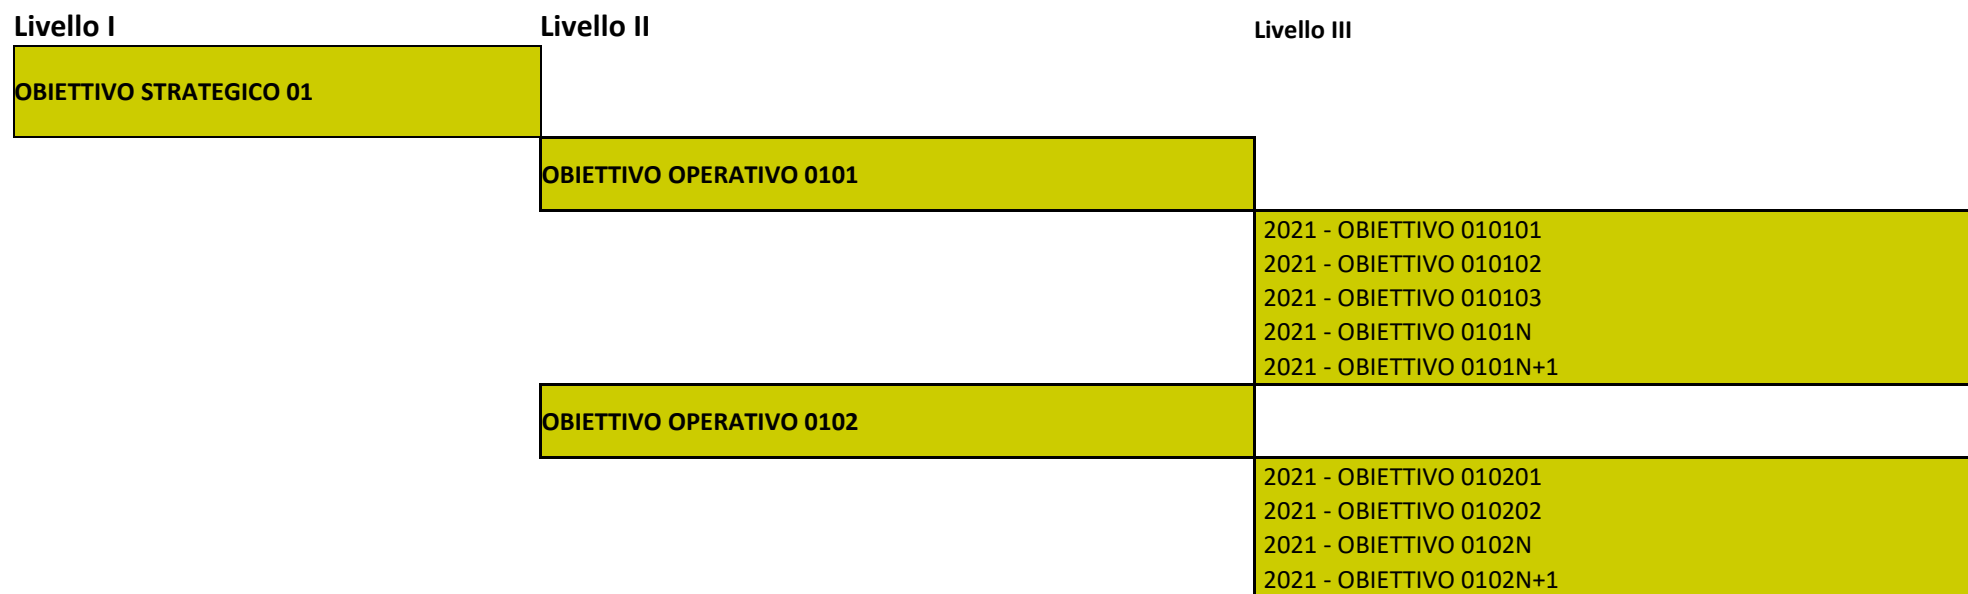 Livello I Livello II Livello III
OBIETTIVO STRATEGICO 01
OBIETTIVO OPERATIVO 0101
2021 - OBIETTIVO 010101
2021 - OBIETTIVO 010102
2021 - OBIETTIVO 010103
2021 - OBIETTIVO 0101N
2021 - OBIETTIVO 0101N+1
OBIETTIVO OPERATIVO 0102
2021 - OBIETTIVO 010201
2021 - OBIETTIVO 010202
2021 - OBIETTIVO 0102N
2021 - OBIETTIVO 0102N+1